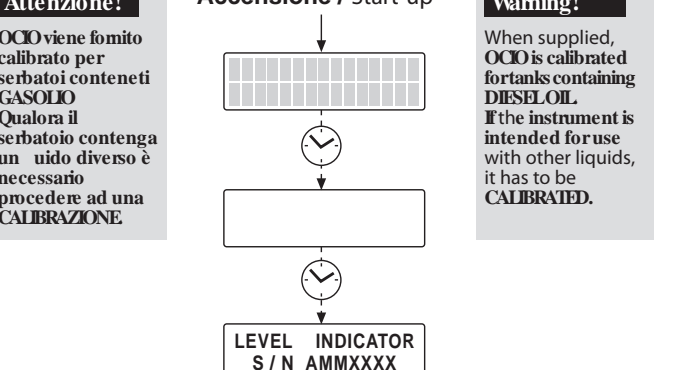 Attenzione!
OCIO viene fornito
calibrato per
serbatoi conteneti
GASOLIO
Qualora il
serbatoio contenga
un uido diverso è
necessario
procedere ad una
CALIBRAZIONE.
Accensione / Start-up
LEVEL INDICATOR
S / N AMMXXXX
Warning!
When supplied,
OCIO is calibrated
for tanks containing
DIESEL OIL.
If the instrument is
intended for use
with other liquids,
it has to be
CALIBRATED.